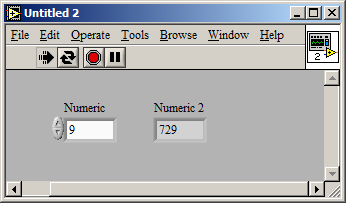 Untitled 2
File Edit Operate Tools Browse Window Help
2
Numeric Numeric 2
9 729